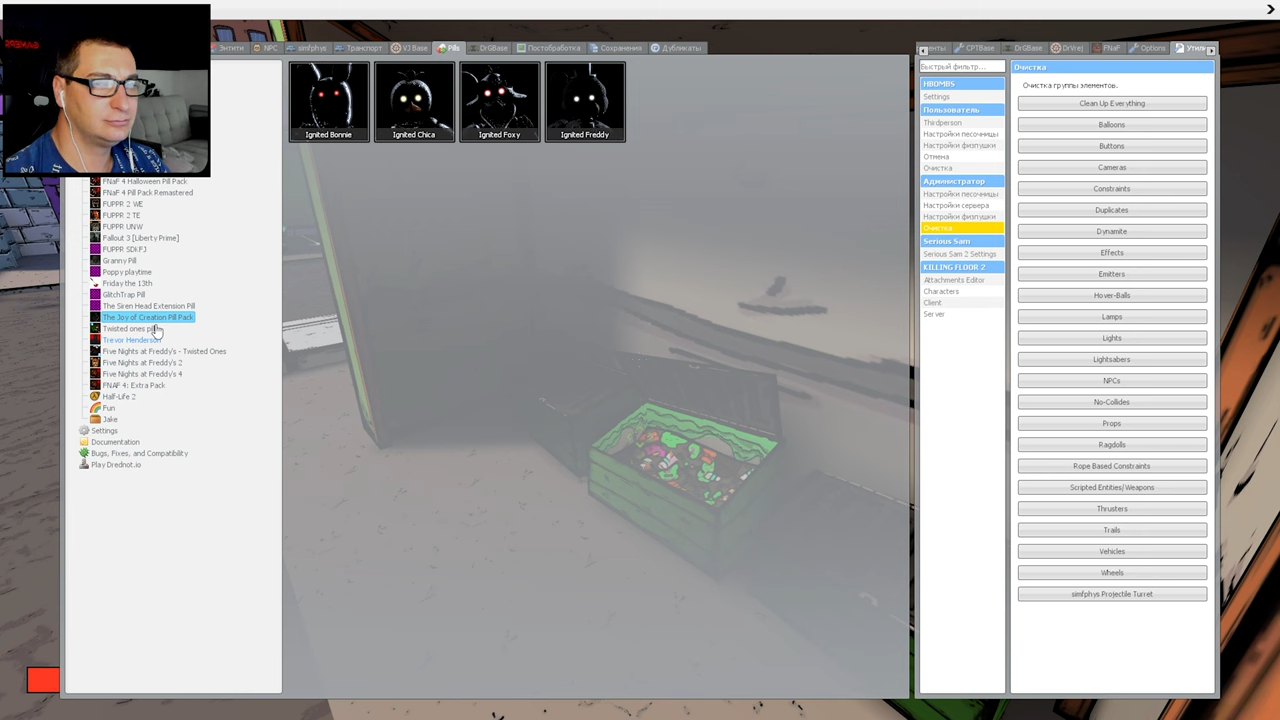 Энтити NPC simfphys Транспорт VJ Base Pills DrGBase Постобработка Сохранения Дубликаты
CPTBase DrGBase DrVrej FNaF Options
FNaF 4 Halloween Pill Pack
FNaF 4 Pill Pack Remastered
FUPPR 2 WE
FUPPR 2 TE
FUPPR UNW
Fallout 3 [Liberty Prime]
FUPPR SDKFJ
Granny Pill
Poppy playtime
Friday the 13th
GlitchTrap Pill
The Siren Head Extension Pill
The Joy of Creation Pill Pack
Twisted ones
Trevor Henderson
Five Nights at Freddy's - Twisted Ones
Five Nights at Freddy's 2
Five Nights at Freddy's 4
FNAF 4: Extra Pack
Half-Life 2
Fun
Jake
Settings
Documentation
Bugs, Fixes, and Compatibility
Play Drednot.io
Ignited Bonnie
Ignited Chica
Ignited Foxy
Ignited Freddy
Быстрый фильтр...
HBOMBS
Settings
Пользователь
Thirdperson
Настройки песочницы
Настройки физпушки
Отмена
Очистка
Администратор
Настройки песочницы
Настройки сервера
Настройки физпушки
Очистка
Serious Sam
Serious Sam 2 Settings
KILLING FLOOR 2
Attachments Editor
Characters
Client
Server
Очистка
Очистка группы элементов.
Clean Up Everything
Balloons
Buttons
Cameras
Constraints
Duplicates
Dynamite
Effects
Emitters
Hover-Balls
Lamps
Lights
Lightsabers
NPCs
No-Collides
Props
Ragdolls
Rope Based Constraints
Scripted Entities/Weapons
Thrusters
Trails
Vehicles
Wheels
simfphys Projectile Turret